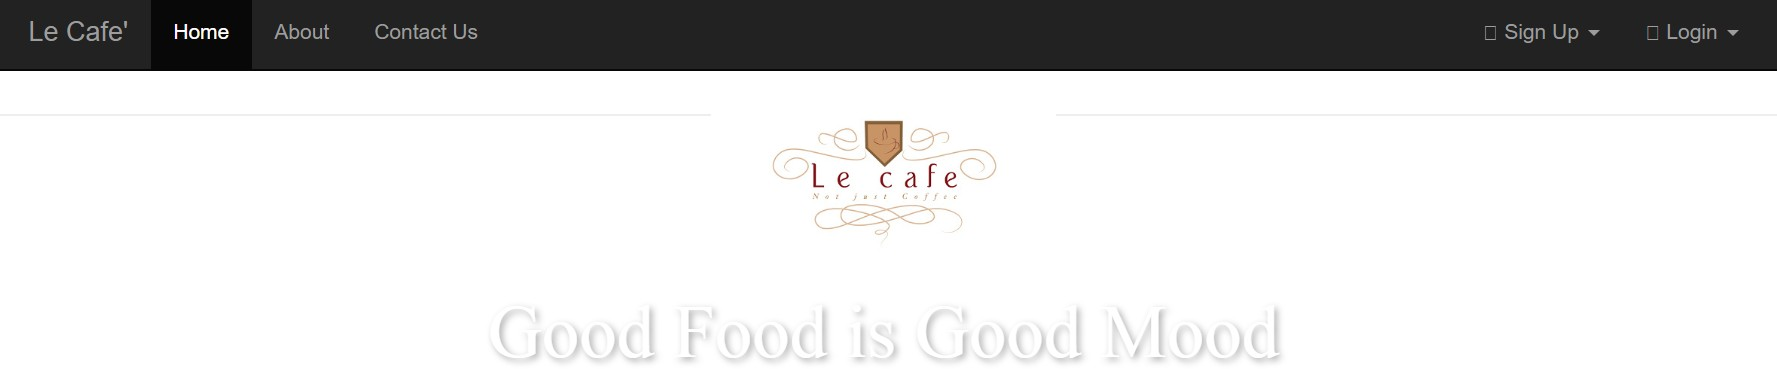 Le Cafe' Home About Contact Us Sign Up Login
Le cafe
Not just Coffee
Good Food is Good Mood